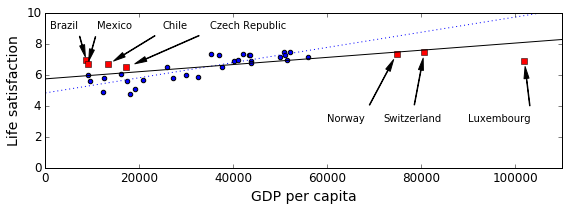 10
8
6
4
2
0
Life satisfaction
Brazil Mexico Chile Czech Republic
Norway Switzerland Luxembourg
0 20000 40000 60000 80000 100000
GDP per capita